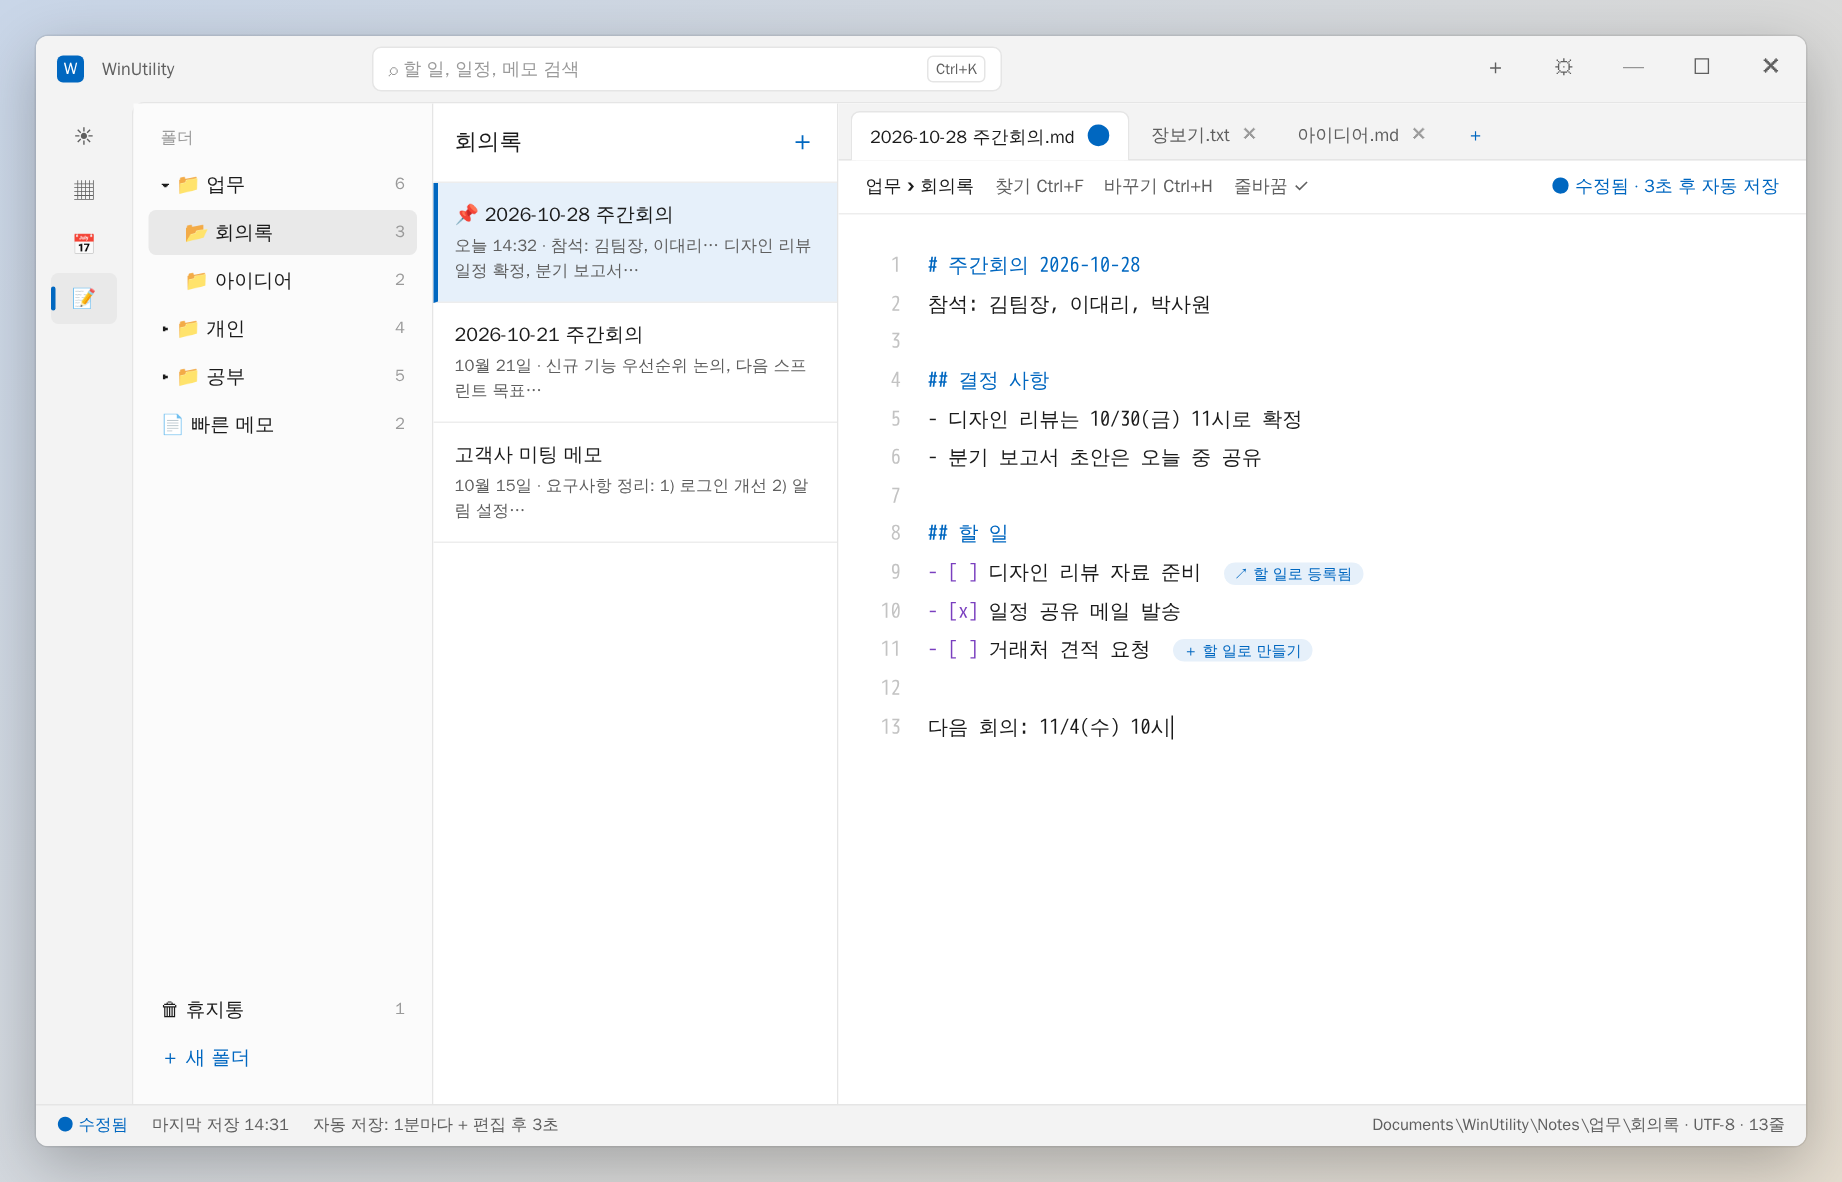 W WinUtility
할 일, 일정, 메모 검색 Ctrl+K
폴더
업무 6
회의록 3
아이디어 2
개인 4
공부 5
빠른 메모 2
휴지통 1
+ 새 폴더
회의록 +
2026-10-28 주간회의
오늘 14:32 · 참석: 김팀장, 이대리… 디자인 리뷰
일정 확정, 분기 보고서…
2026-10-21 주간회의
10월 21일 · 신규 기능 우선순위 논의, 다음 스프
린트 목표…
고객사 미팅 메모
10월 15일 · 요구사항 정리: 1) 로그인 개선 2) 알
림 설정…
2026-10-28 주간회의.md 장보기.txt ✕ 아이디어.md ✕ +
업무 › 회의록 찾기 Ctrl+F 바꾸기 Ctrl+H 줄바꿈 ✓ ● 수정됨 · 3초 후 자동 저장
1 # 주간회의 2026-10-28
2 참석: 김팀장, 이대리, 박사원
3
4 ## 결정 사항
5 - 디자인 리뷰는 10/30(금) 11시로 확정
6 - 분기 보고서 초안은 오늘 중 공유
7
8 ## 할 일
9 - [ ] 디자인 리뷰 자료 준비 ↗ 할 일로 등록됨
10 - [x] 일정 공유 메일 발송
11 - [ ] 거래처 견적 요청 + 할 일로 만들기
12
13 다음 회의: 11/4(수) 10시
● 수정됨 마지막 저장 14:31 자동 저장: 1분마다 + 편집 후 3초 Documents\WinUtility\Notes\업무\회의록 · UTF-8 · 13줄